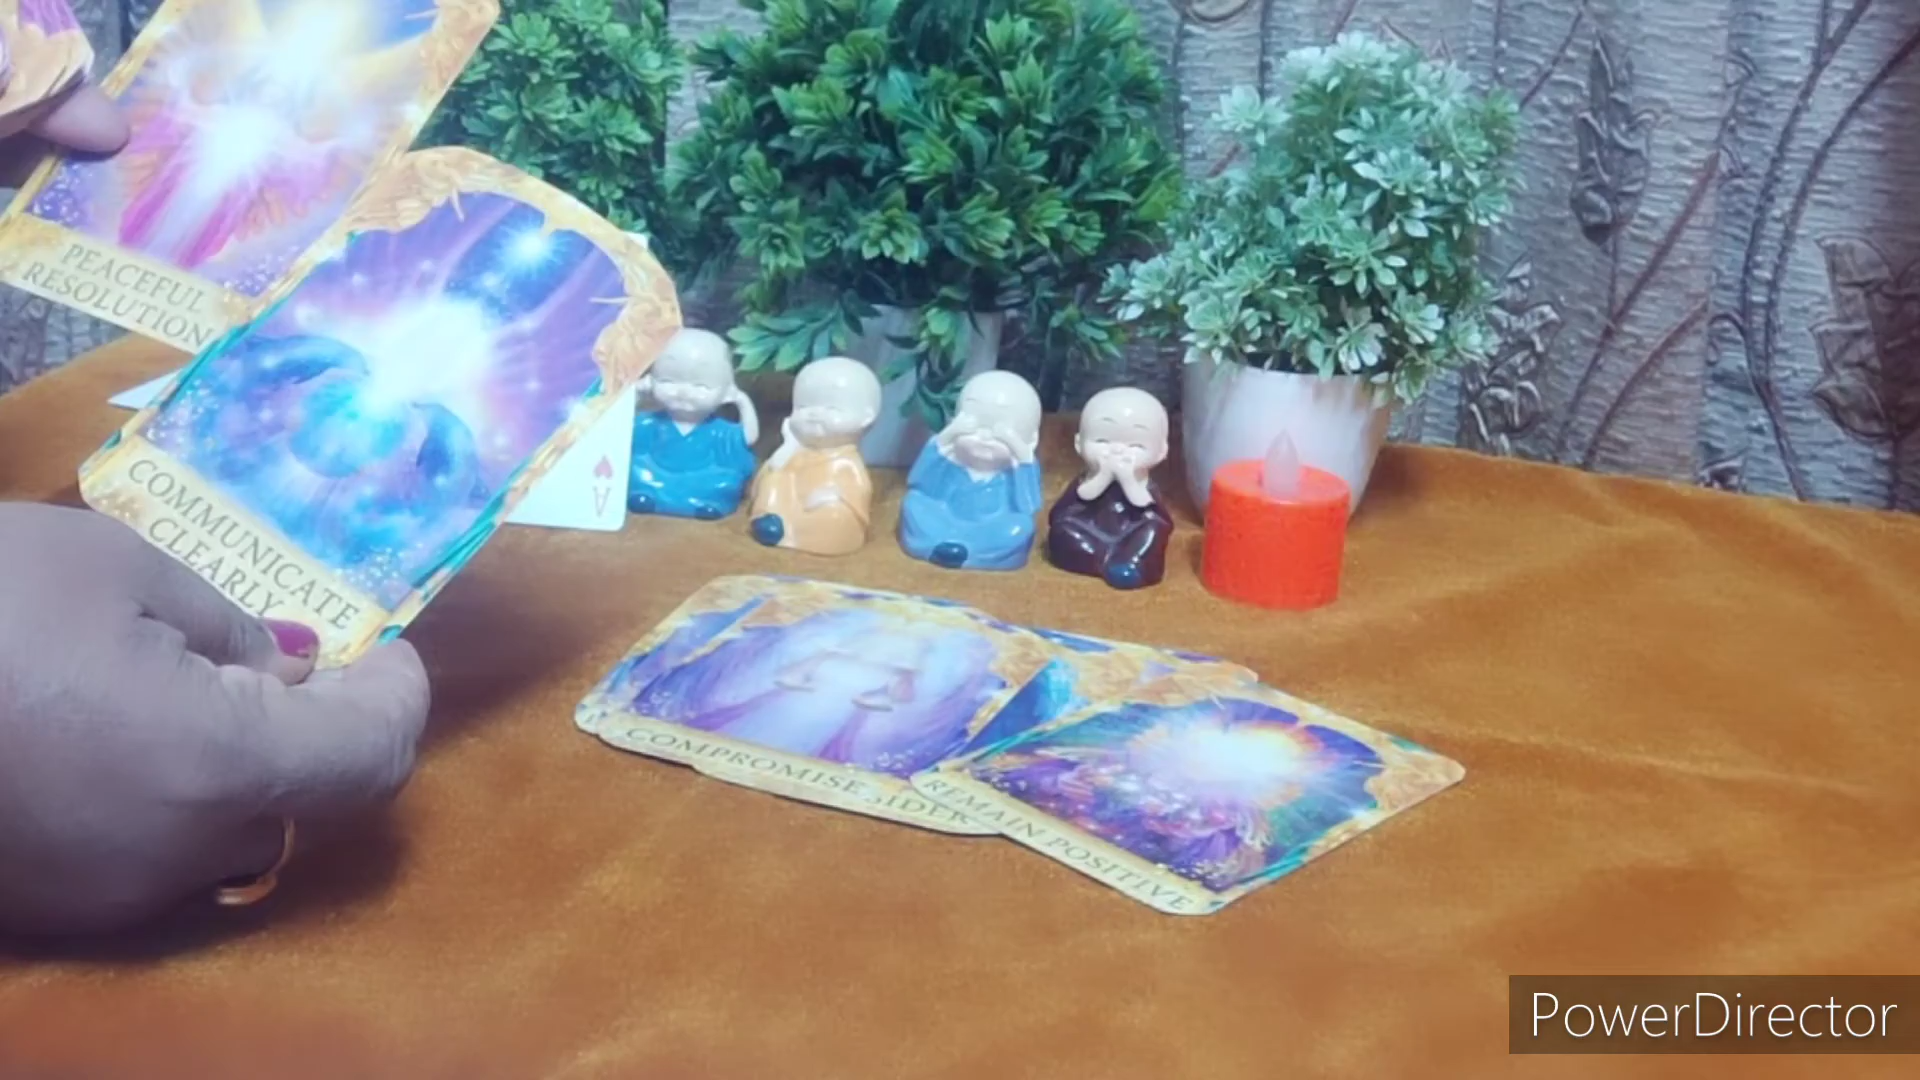 PEACEFUL
RESOLUTION
COMMUNICATE
CLEARLY
A
COMPROMISE
REMAIN POSITIVE
PowerDirector